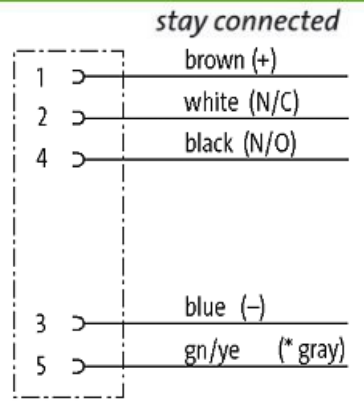 stay connected
1 brown (+)
2 white (N/C)
4 black (N/O)
3 blue (–)
5 gn/ye (* gray)